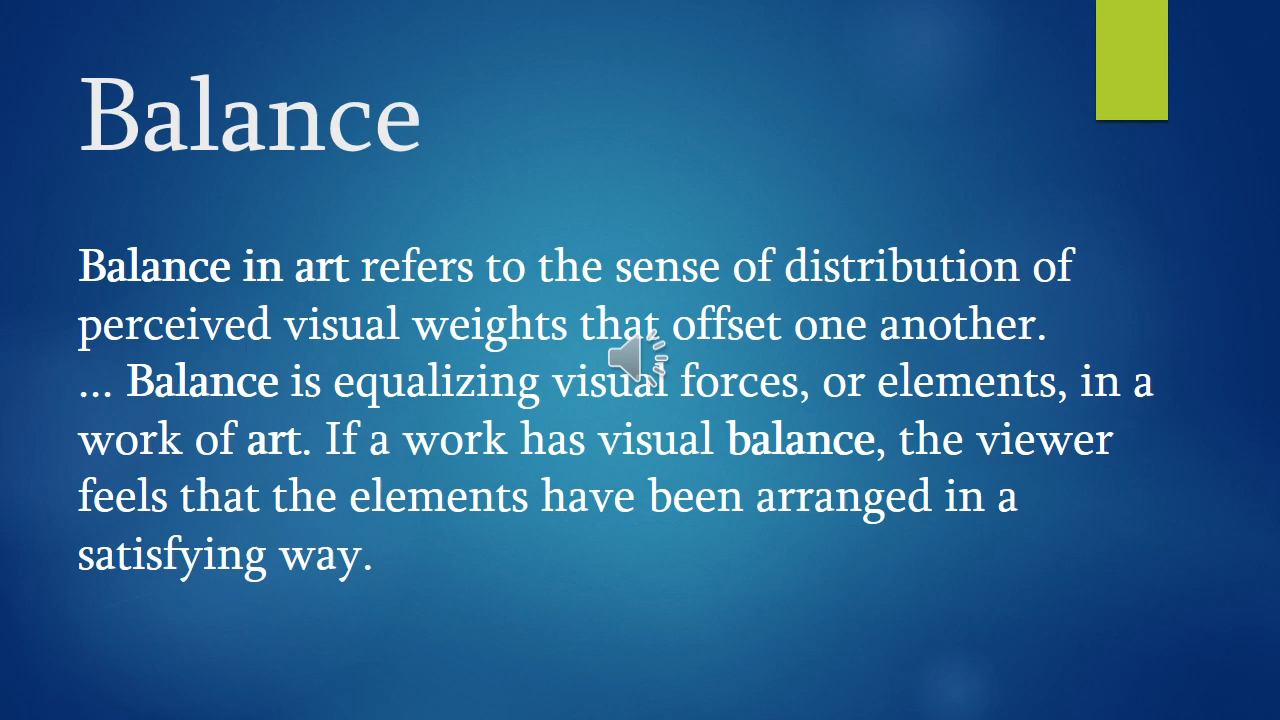 Balance
Balance in art refers to the sense of distribution of
perceived visual weights that offset one another.
... Balance is equalizing visual forces, or elements, in a
work of art. If a work has visual balance, the viewer
feels that the elements have been arranged in a
satisfying way.